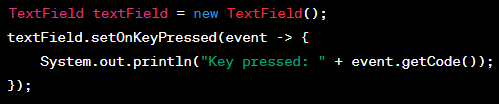 TextField textField = new TextField();
textField.setOnKeyPressed(event -> {
    System.out.println("Key pressed: " + event.getCode());
});